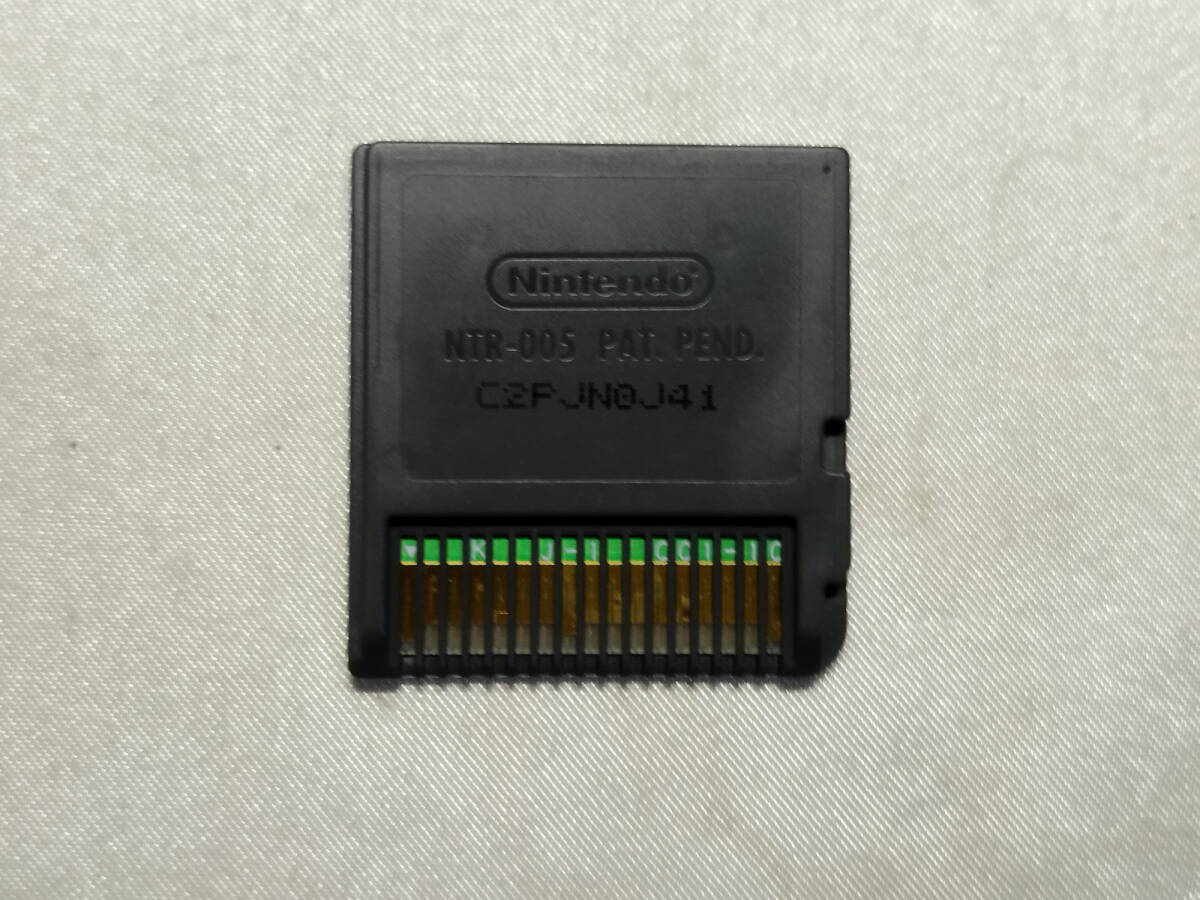 Nintendo
NTR-005 PAT. PEND.
C2PJN0J41